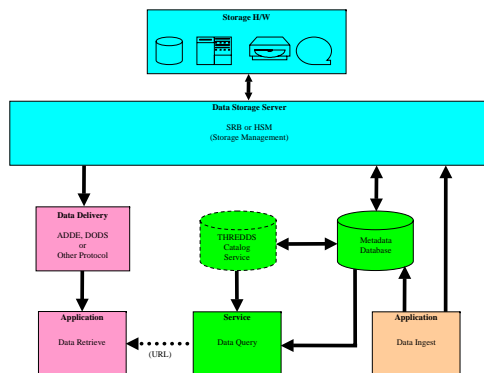 Storage H/W
Data Storage Server
SRB or HSM
(Storage Management)
Data Delivery
ADDE, DODS
or
Other Protocol
THREDDS
Catalog
Service
Metadata
Database
Application
Data Retrieve
(URL)
Service
Data Query
Application
Data Ingest